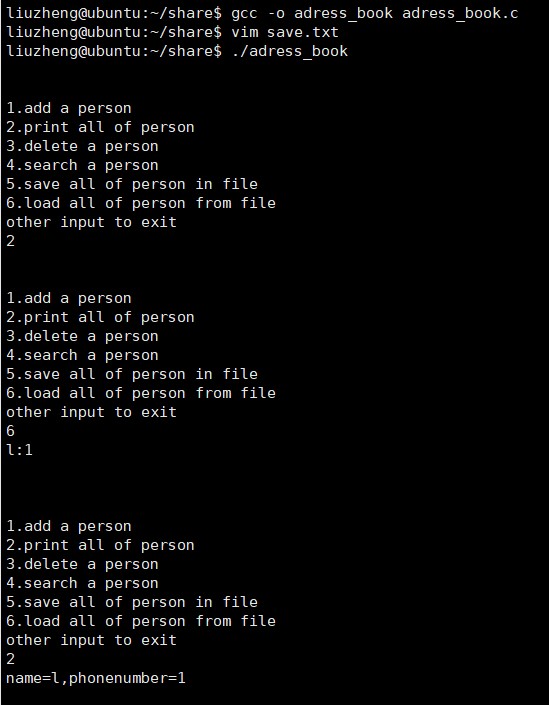 liuzheng@ubuntu:~/share$ gcc -o adress_book adress_book.c
liuzheng@ubuntu:~/share$ vim save.txt
liuzheng@ubuntu:~/share$ ./adress_book
1.add a person
2.print all of person
3.delete a person
4.search a person
5.save all of person in file
6.load all of person from file
other input to exit
2
1.add a person
2.print all of person
3.delete a person
4.search a person
5.save all of person in file
6.load all of person from file
other input to exit
6
l:1
1.add a person
2.print all of person
3.delete a person
4.search a person
5.save all of person in file
6.load all of person from file
other input to exit
2
name=l,phonenumber=1